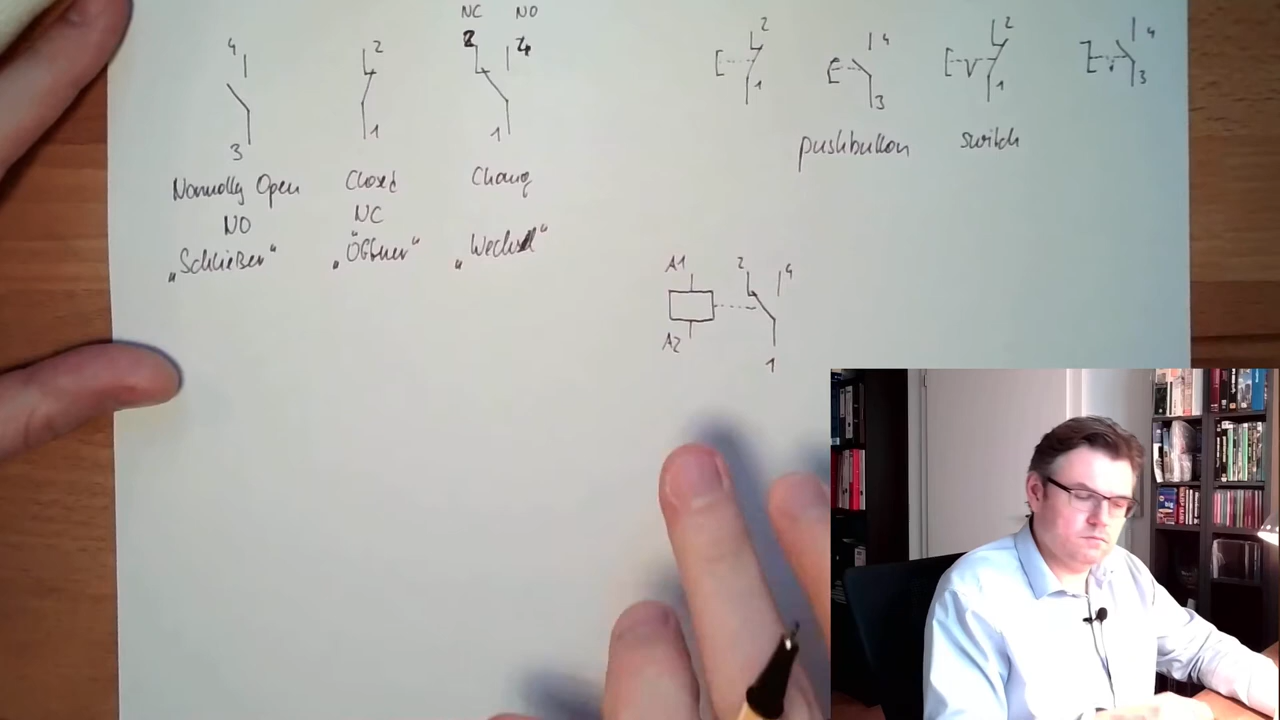 NC NO
4
2
2 4
3
1
1
Normally Open
NO
„Schließer"
Closed
NC
„Öffner"
Chang
„Wechsl"
2
1
4
3
2
1
4
3
pushbutton
switch
A1
A2
2
4
1